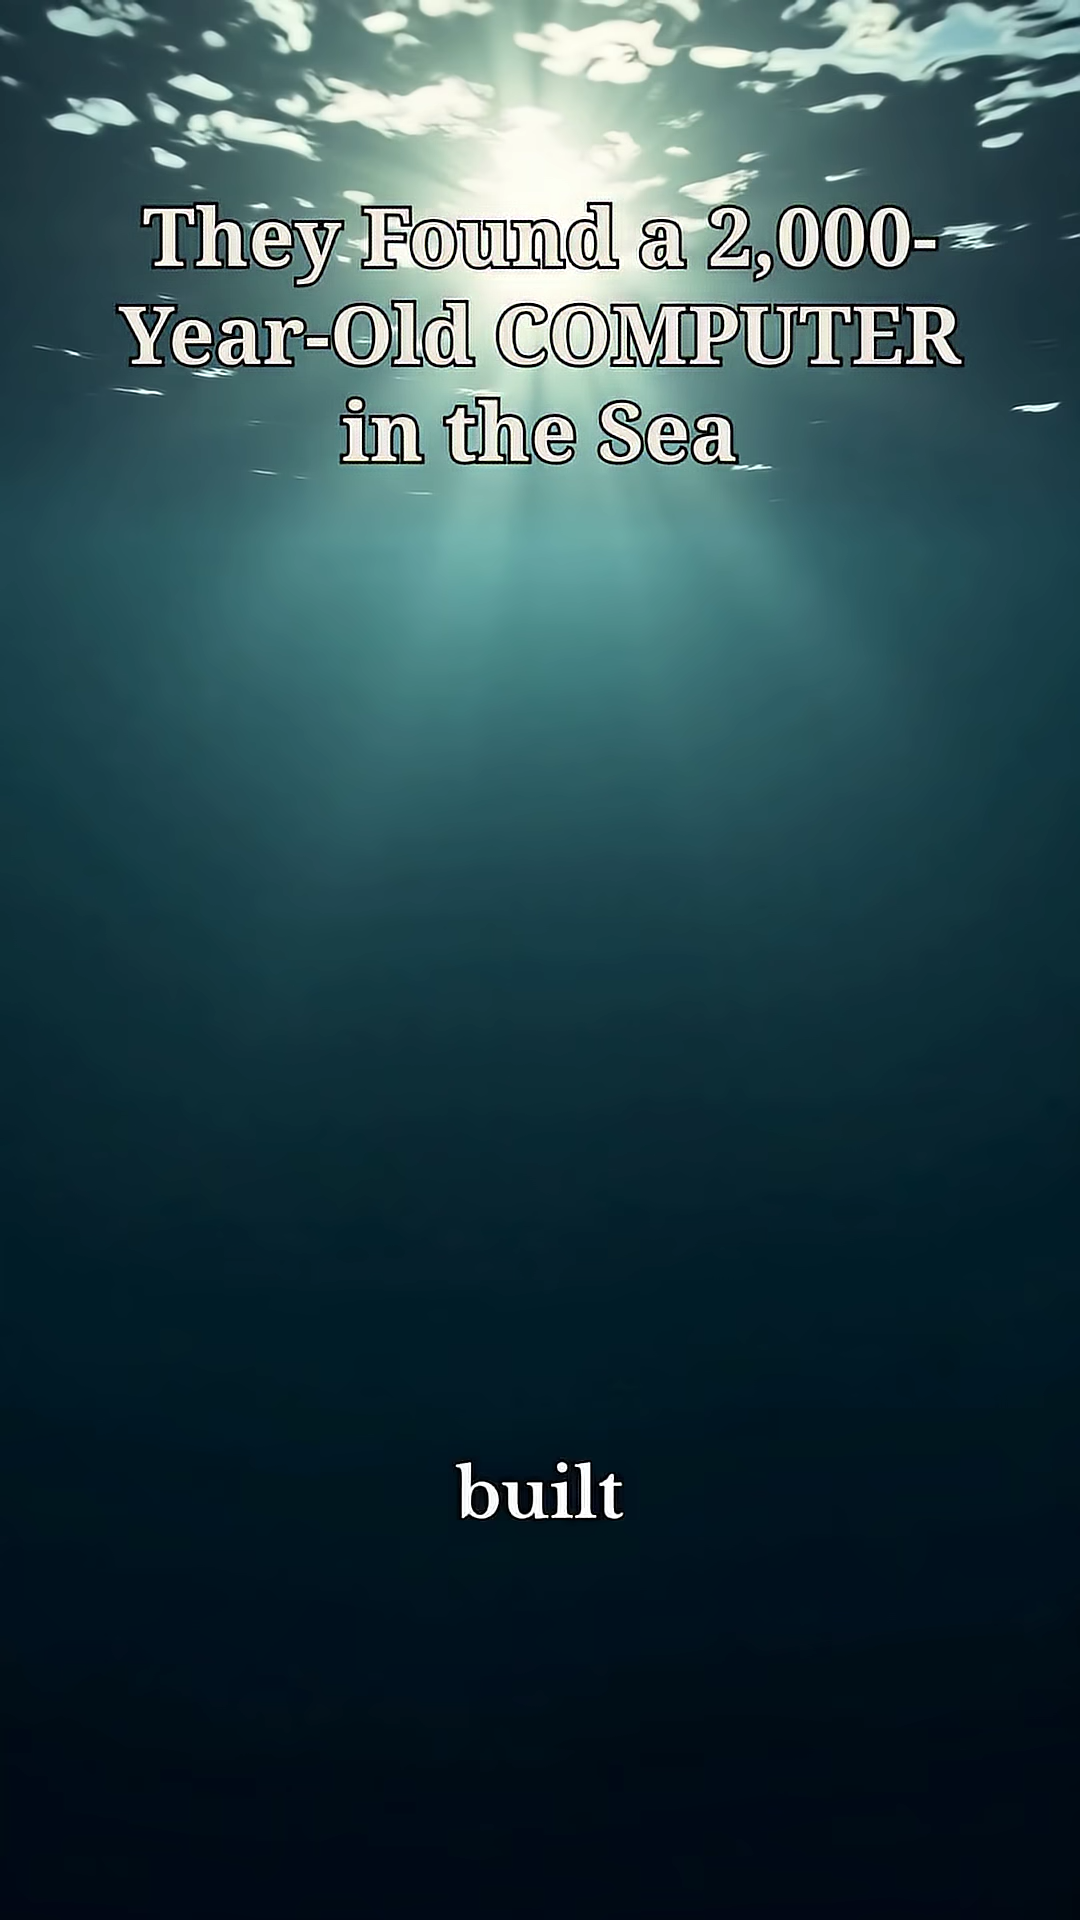 They Found a 2,000-
Year-Old COMPUTER
in the Sea
built